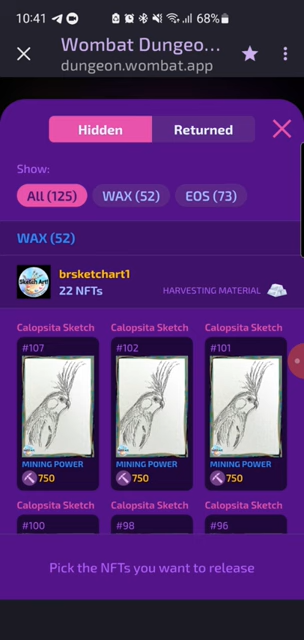 10:41
68%
Wombat Dungeo...
dungeon.wombat.app
Hidden
Returned
Show:
All (125)
WAX (52)
EOS (73)
WAX (52)
Sketch Art!
brsketchart1
22 NFTs
HARVESTING MATERIAL
Calopsita Sketch
Calopsita Sketch
Calopsita Sketch
#107
#102
#101
MINING POWER
MINING POWER
MINING POWER
750
750
750
Calopsita Sketch
Calopsita Sketch
Calopsita Sketch
#100
#98
#96
Pick the NFTs you want to release